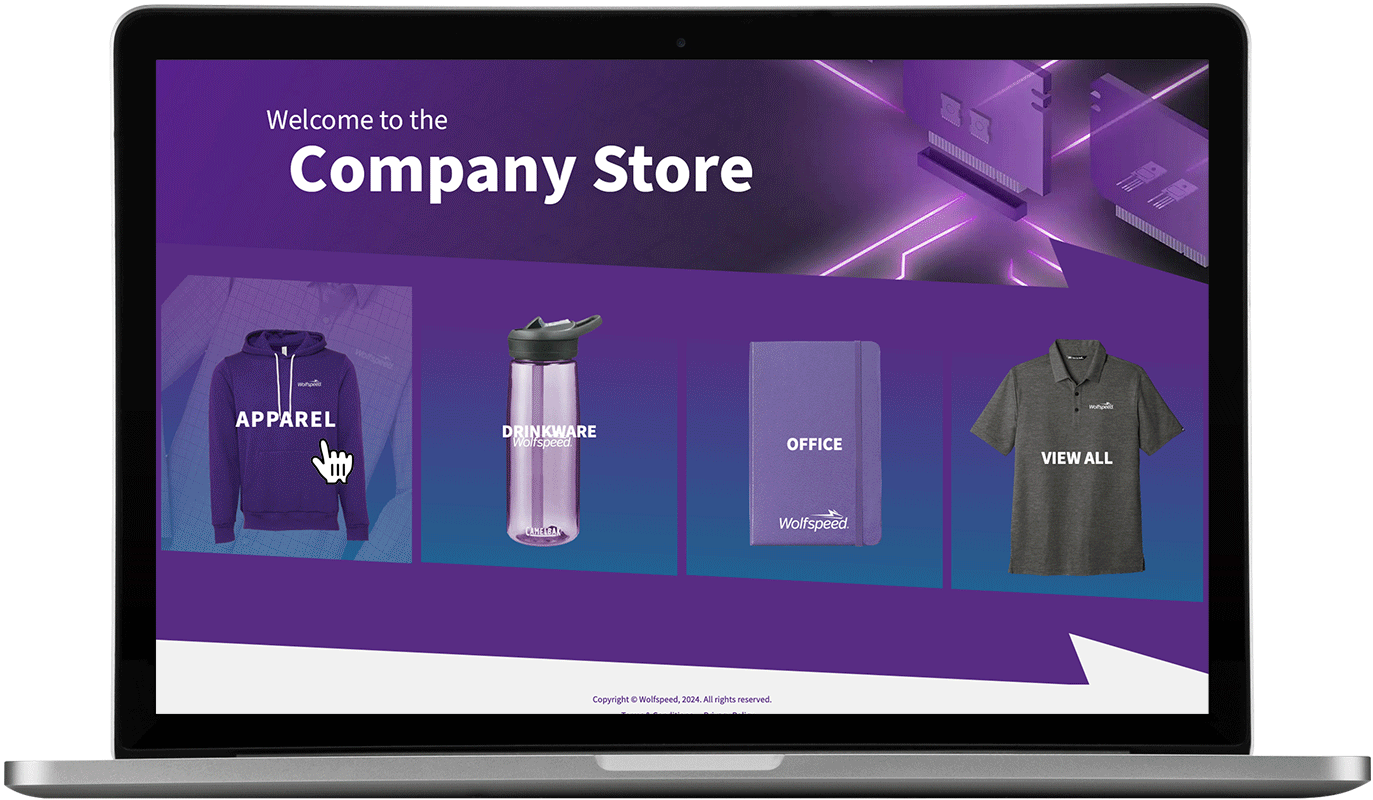 Welcome to the
Company Store
Wolfspeed
APPAREL
DRINKWARE
Wolfspeed.
CAMELBAK
OFFICE
Wolfspeed.
Wolfspeed.
VIEW ALL
Copyright © Wolfspeed, 2024. All rights reserved.